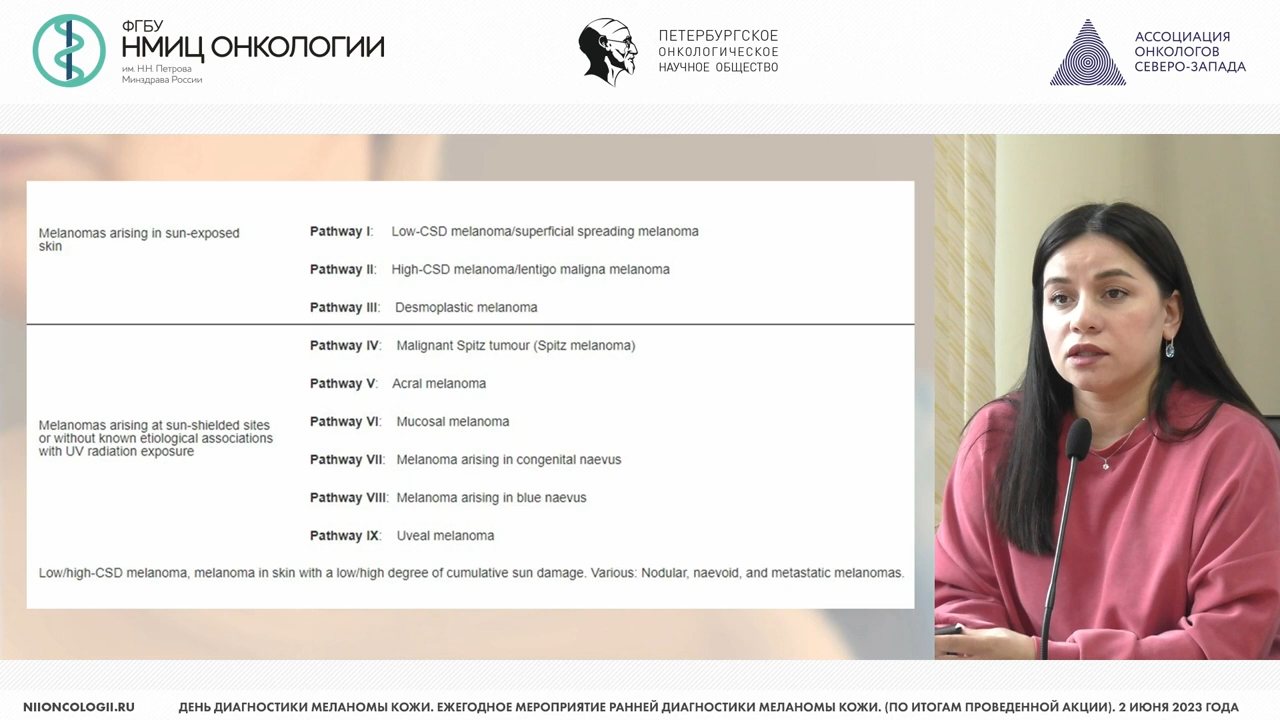 ФГБУ
НМИЦ ОНКОЛОГИИ
им. Н.Н. Петрова
Минздрава России
ПЕТЕРБУРГСКОЕ
ОНКОЛОГИЧЕСКОЕ
НАУЧНОЕ ОБЩЕСТВО
АССОЦИАЦИЯ
ОНКОЛОГОВ
СЕВЕРО-ЗАПАДА
Melanomas arising in sun-exposed
skin
Pathway I: Low-CSD melanoma/superficial spreading melanoma
Pathway II: High-CSD melanoma/lentigo maligna melanoma
Pathway III: Desmoplastic melanoma
Melanomas arising at sun-shielded sites
or without known etiological associations
with UV radiation exposure
Pathway IV: Malignant Spitz tumour (Spitz melanoma)
Pathway V: Acral melanoma
Pathway VI: Mucosal melanoma
Pathway VII: Melanoma arising in congenital naevus
Pathway VIII: Melanoma arising in blue naevus
Pathway IX: Uveal melanoma
Low/high-CSD melanoma, melanoma in skin with a low/high degree of cumulative sun damage. Various: Nodular, naevoid, and metastatic melanomas.
NIIONCOLOGII.RU
ДЕНЬ ДИАГНОСТИКИ МЕЛАНОМЫ КОЖИ. ЕЖЕГОДНОЕ МЕРОПРИЯТИЕ РАННЕЙ ДИАГНОСТИКИ МЕЛАНОМЫ КОЖИ. (ПО ИТОГАМ ПРОВЕДЕННОЙ АКЦИИ). 2 ИЮНЯ 2023 ГОДА